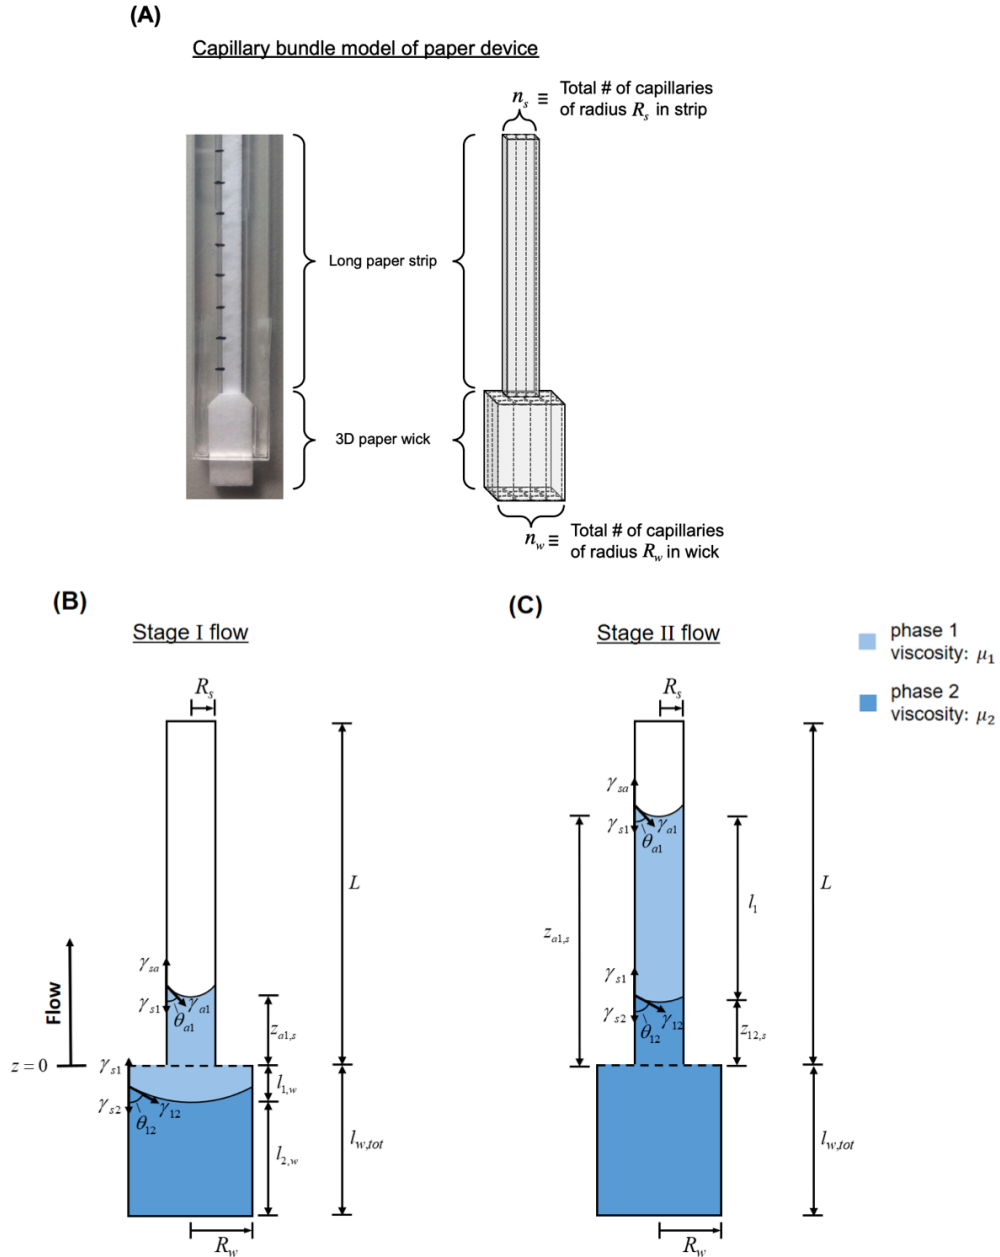 (A)
Capillary bundle model of paper device
n_s ≡ Total # of capillaries
of radius R_s in strip
Long paper strip
3D paper wick
n_w ≡ Total # of capillaries
of radius R_w in wick
(B)
Stage I flow
R_s
L
Flow
γ_sa
γ_s1
γ_a1
θ_a1
z_a1,s
z = 0
γ_s1
γ_s2
γ_12
θ_12
l_1,w
l_2,w
l_w,tot
R_w
(C)
Stage II flow
phase 1
viscosity: μ_1
phase 2
viscosity: μ_2
R_s
γ_sa
γ_s1
γ_a1
θ_a1
z_a1,s
l_1
L
γ_s1
γ_s2
γ_12
θ_12
z_12,s
l_w,tot
R_w